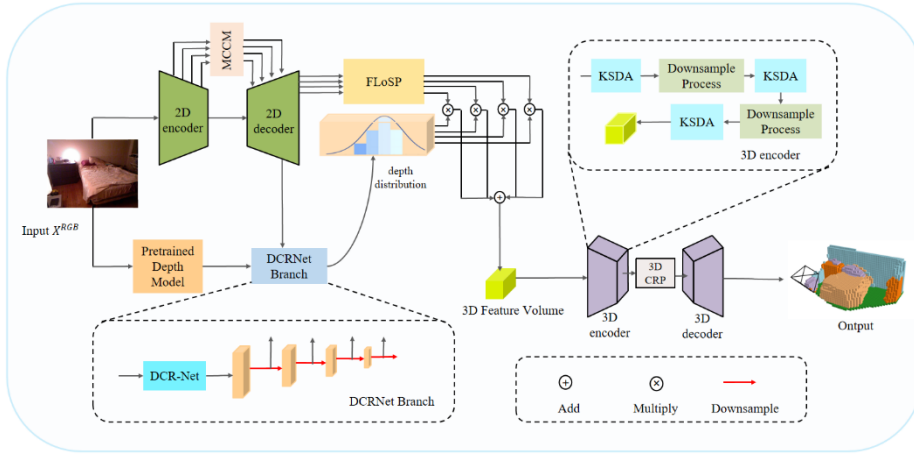 MCCM
2D
encoder
2D
decoder
FLoSP
depth
distribution
Input X^RGB
Pretrained
Depth
Model
DCRNet
Branch
3D Feature Volume
KSDA
Downsample
Process
KSDA
KSDA
Downsample
Process
3D encoder
3D
encoder
3D
CRP
3D
decoder
Ontput
DCR-Net
DCRNet Branch
Add
Multiply
Downsample